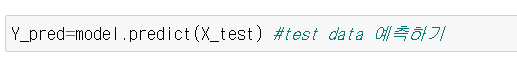 Y_pred=model.predict(X_test) #test data 예측하기